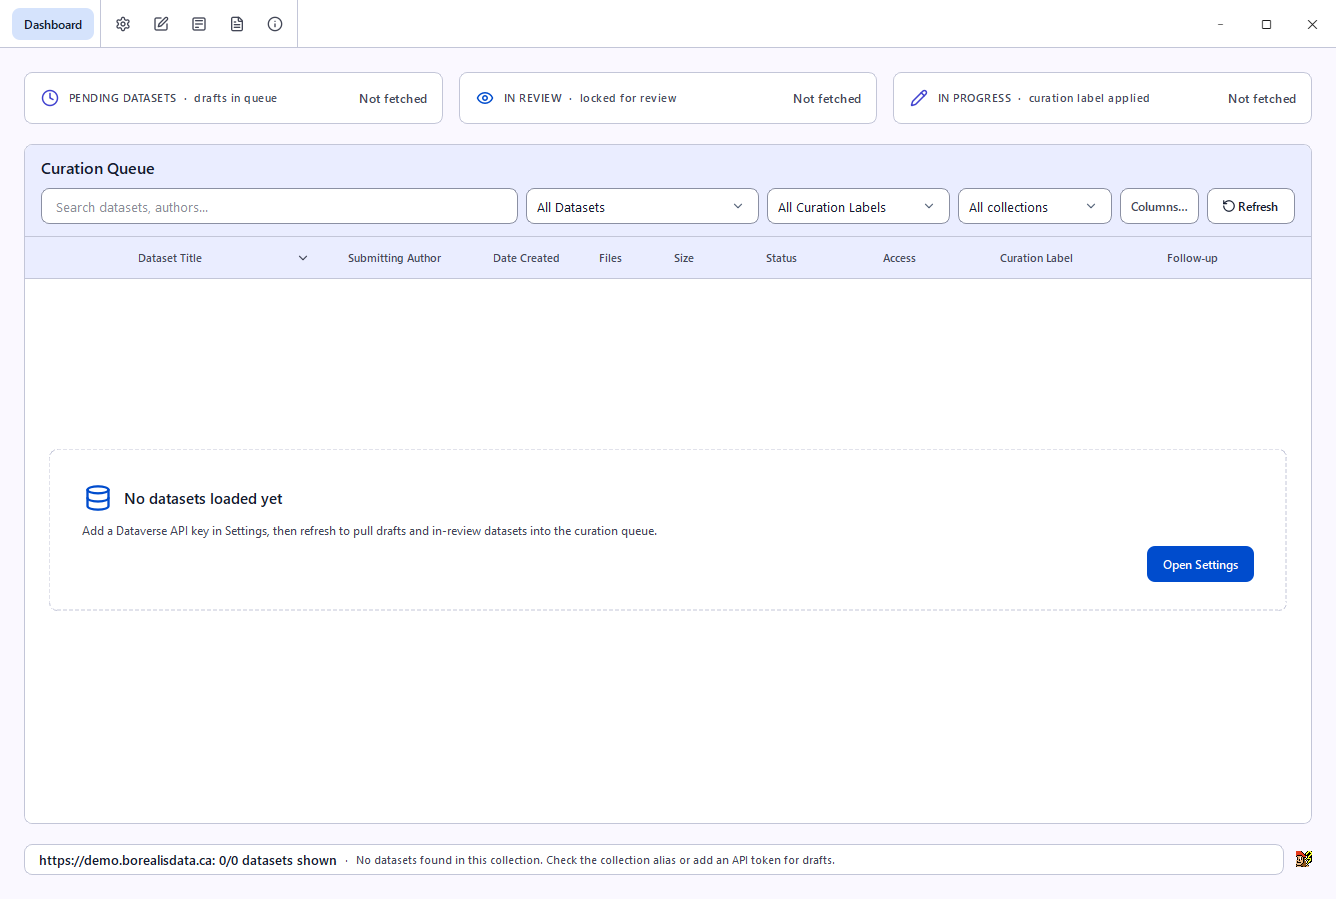 Dashboard
PENDING DATASETS · drafts in queue Not fetched
IN REVIEW · locked for review Not fetched
IN PROGRESS · curation label applied Not fetched
Curation Queue
Search datasets, authors... All Datasets All Curation Labels All collections Columns... Refresh
Dataset Title Submitting Author Date Created Files Size Status Access Curation Label Follow-up
No datasets loaded yet
Add a Dataverse API key in Settings, then refresh to pull drafts and in-review datasets into the curation queue.
Open Settings
https://demo.borealisdata.ca: 0/0 datasets shown · No datasets found in this collection. Check the collection alias or add an API token for drafts.